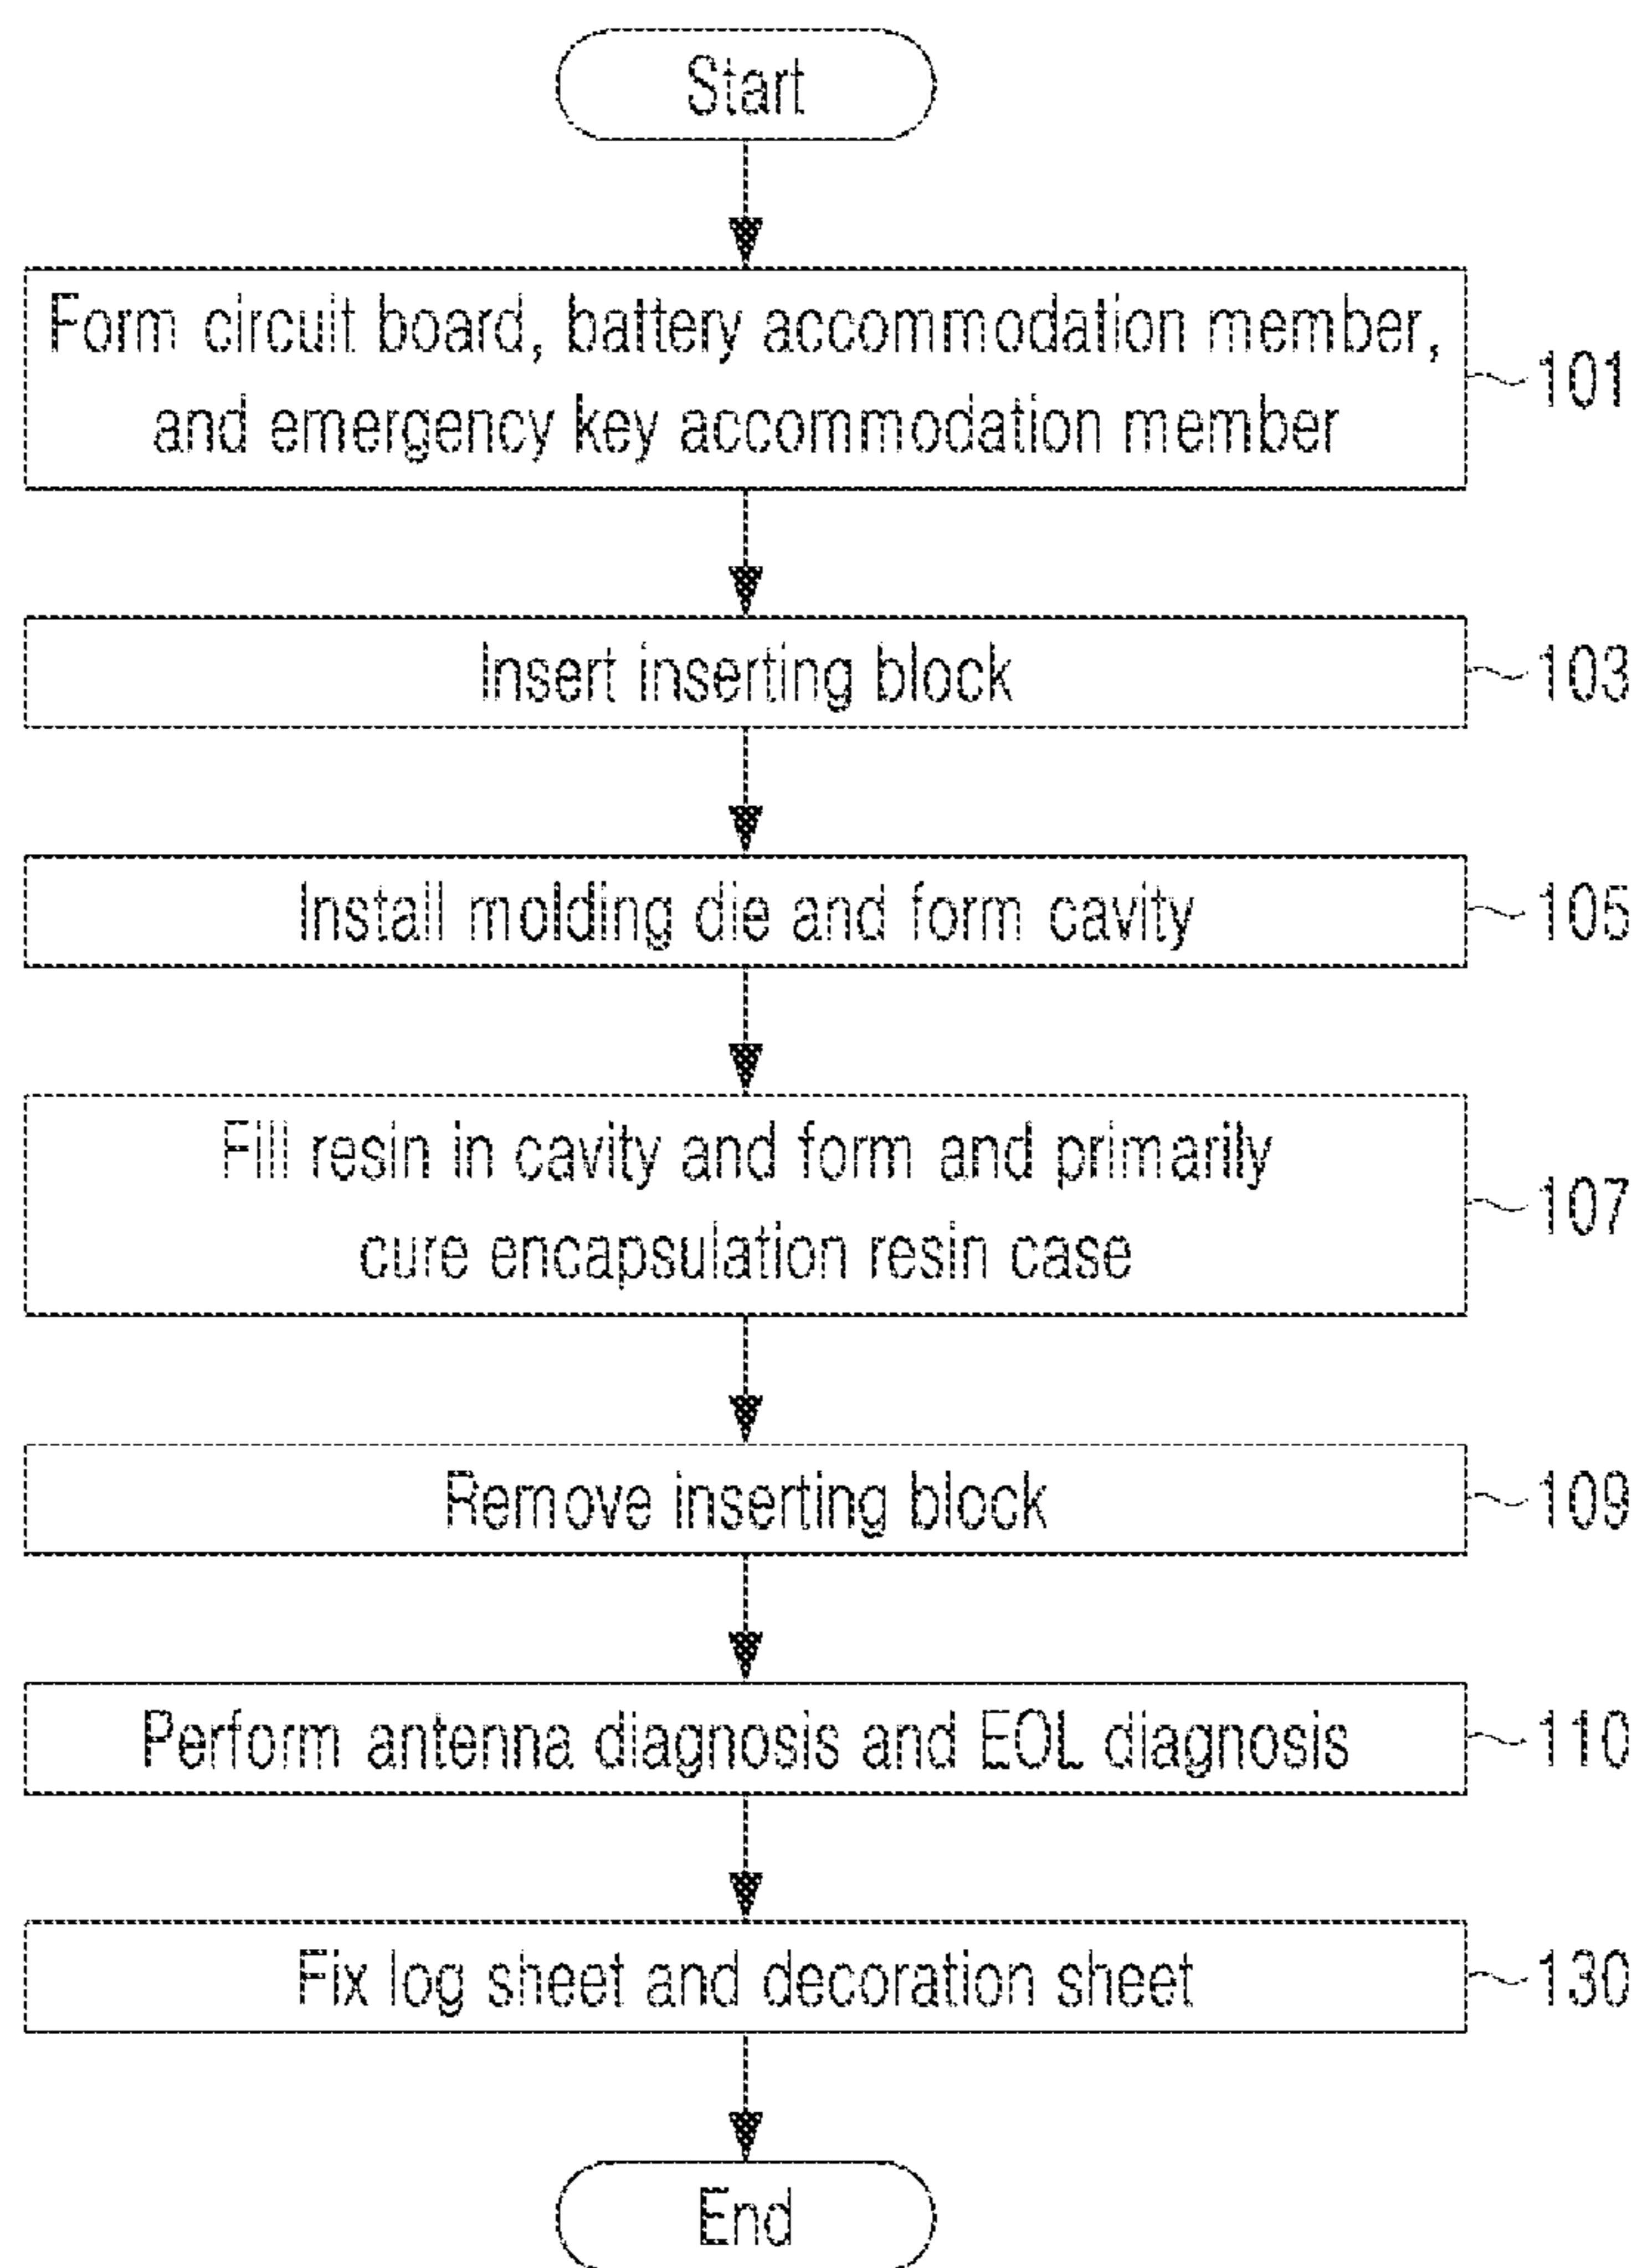 Start
Form circuit board, battery accommodation member,
and emergency key accommodation member
101
Insert inserting block
103
Install molding die and form cavity
105
Fill resin in cavity and form and primarily
cure encapsulation resin case
107
Remove inserting block
109
Perform antenna diagnosis and EOL diagnosis
110
Fix log sheet and decoration sheet
130
End